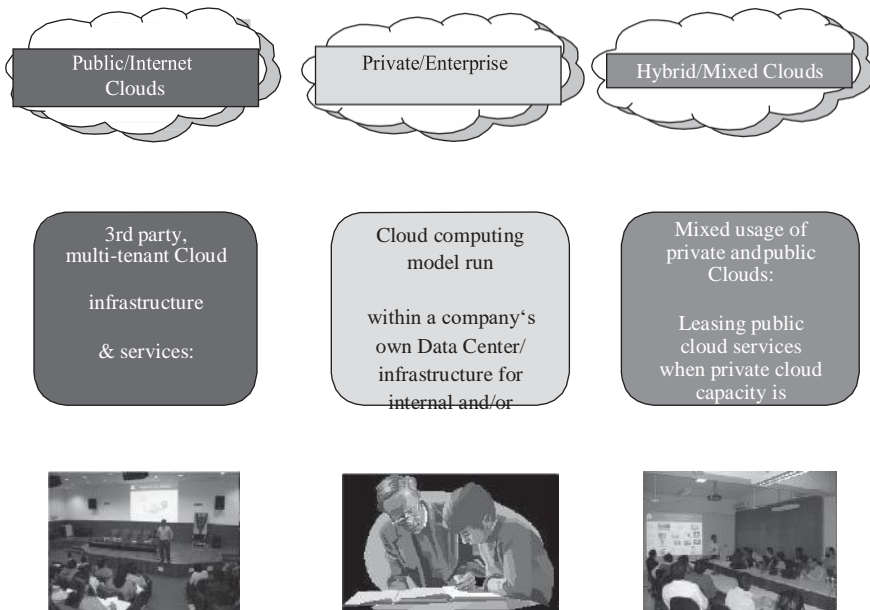 Public/Internet
Clouds
Private/Enterprise
Hybrid/Mixed Clouds
3rd party,
multi-tenant Cloud
infrastructure
& services:
Cloud computing
model run
within a company‘s
own Data Center/
infrastructure for
internal and/or
Mixed usage of
private and public
Clouds:
Leasing public
cloud services
when private cloud
capacity is